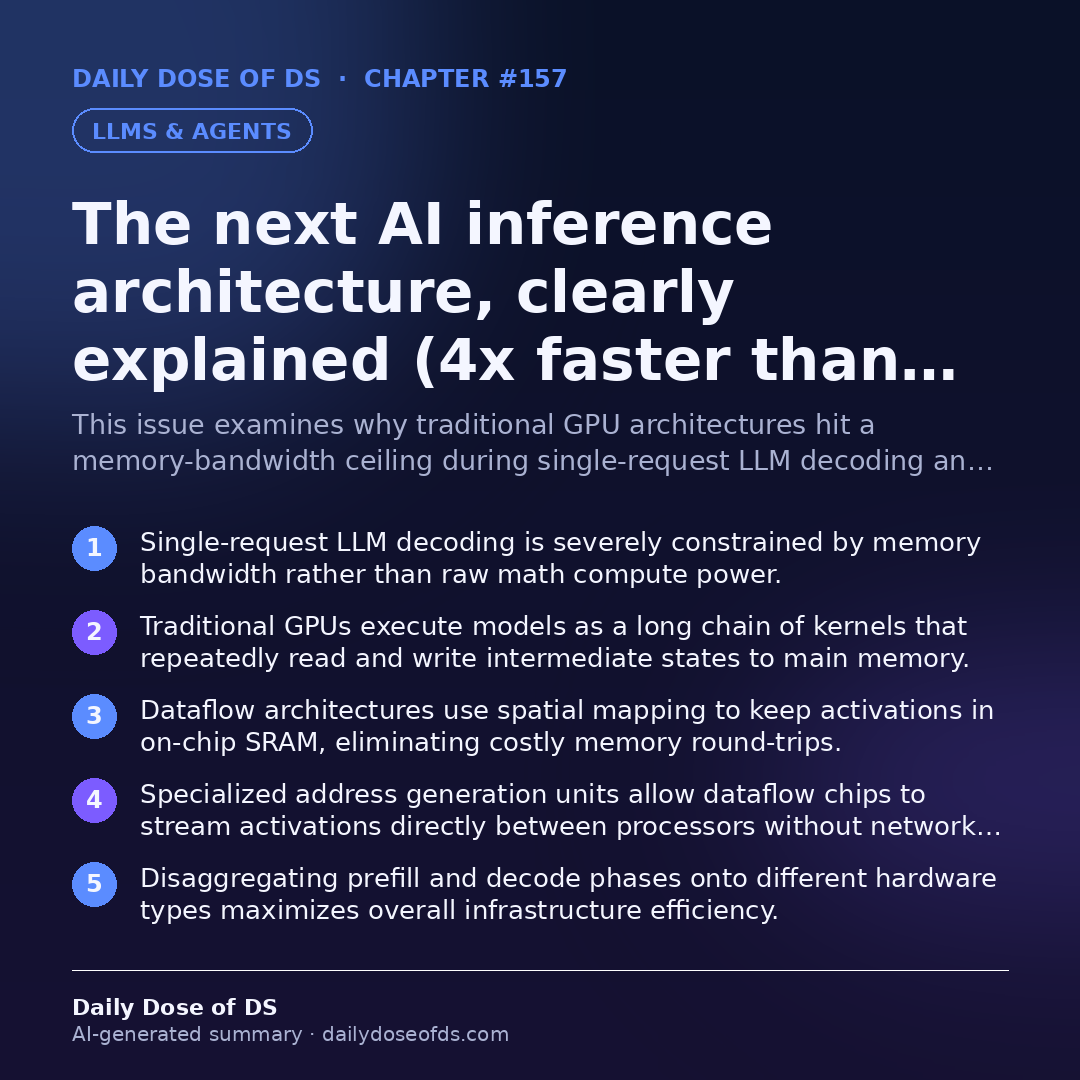 DAILY DOSE OF DS · CHAPTER #157
LLMS & AGENTS
The next AI inference
architecture, clearly
explained (4x faster than…
This issue examines why traditional GPU architectures hit a
memory-bandwidth ceiling during single-request LLM decoding an…
1 Single-request LLM decoding is severely constrained by memory
bandwidth rather than raw math compute power.
2 Traditional GPUs execute models as a long chain of kernels that
repeatedly read and write intermediate states to main memory.
3 Dataflow architectures use spatial mapping to keep activations in
on-chip SRAM, eliminating costly memory round-trips.
4 Specialized address generation units allow dataflow chips to
stream activations directly between processors without network…
5 Disaggregating prefill and decode phases onto different hardware
types maximizes overall infrastructure efficiency.
Daily Dose of DS
AI-generated summary · dailydoseofds.com